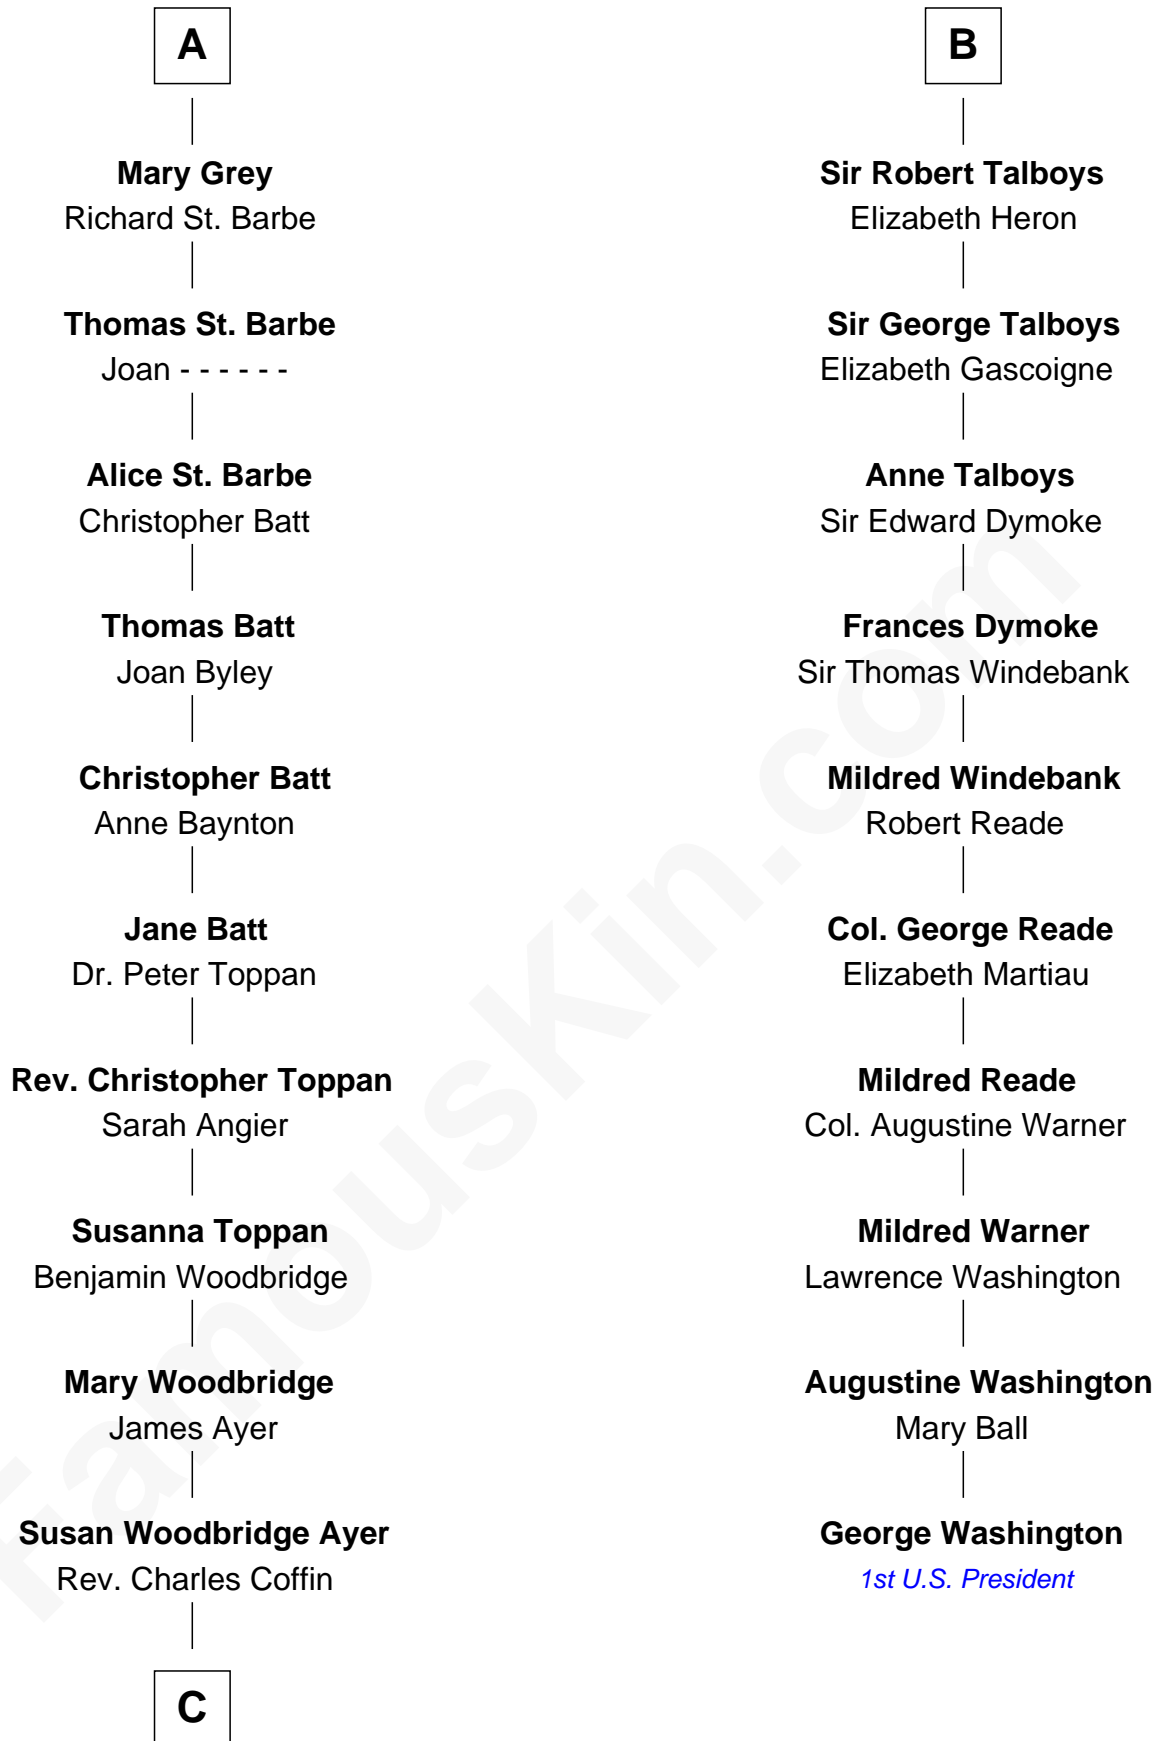 A
Mary Grey
Richard St. Barbe
Thomas St. Barbe
Joan - - - - - -
Alice St. Barbe
Christopher Batt
Thomas Batt
Joan Byley
Christopher Batt
Anne Baynton
Jane Batt
Dr. Peter Toppan
Rev. Christopher Toppan
Sarah Angier
Susanna Toppan
Benjamin Woodbridge
Mary Woodbridge
James Ayer
Susan Woodbridge Ayer
Rev. Charles Coffin
C
B
Sir Robert Talboys
Elizabeth Heron
Sir George Talboys
Elizabeth Gascoigne
Anne Talboys
Sir Edward Dymoke
Frances Dymoke
Sir Thomas Windebank
Mildred Windebank
Robert Reade
Col. George Reade
Elizabeth Martiau
Mildred Reade
Col. Augustine Warner
Mildred Warner
Lawrence Washington
Augustine Washington
Mary Ball
George Washington
1st U.S. President
FamousKin.com